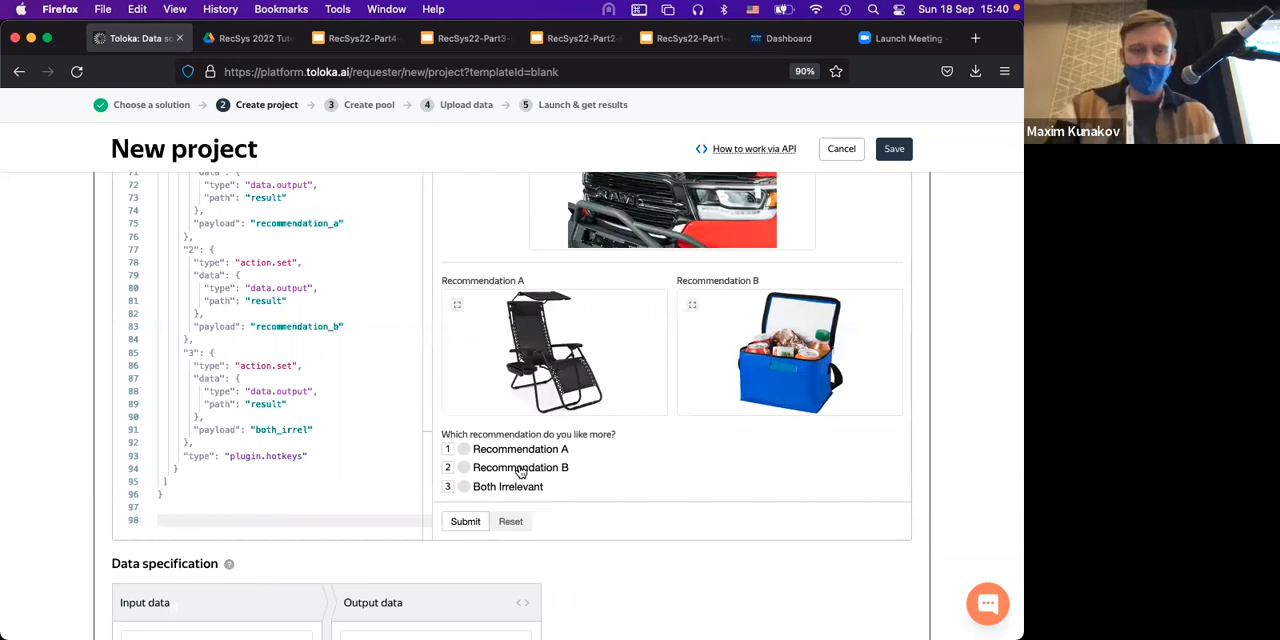 Firefox File Edit View History Bookmarks Tools Window Help Sun 18 Sep 15:40
Toloka: Data s RecSys 2022 Tuto RecSys22-Part4 RecSys22-Part3 RecSys22-Part2 RecSys22-Part1 Dashboard Launch Meeting
https://platform.toloka.ai/requester/new/project?templateId=blank 90%
Choose a solution 2 Create project 3 Create pool 4 Upload data 5 Launch & get results
New project
How to work via API Cancel Save
71 "data": {
72 "type": "data.output",
73 "path": "result"
74 },
75 "payload": "recommendation_a"
76 },
77 "2": {
78 "type": "action.set",
79 "data": {
80 "type": "data.output",
81 "path": "result"
82 },
83 "payload": "recommendation_b"
84 },
85 "3": {
86 "type": "action.set",
87 "data": {
88 "type": "data.output",
89 "path": "result"
90 },
91 "payload": "both_irrel"
92 },
93 "type": "plugin.hotkeys"
94 }
95 ]
96 }
97
98
Recommendation A Recommendation B
Which recommendation do you like more?
1 Recommendation A
2 Recommendation B
3 Both Irrelevant
Submit Reset
Data specification ?
Input data Output data <>
Maxim Kunakov